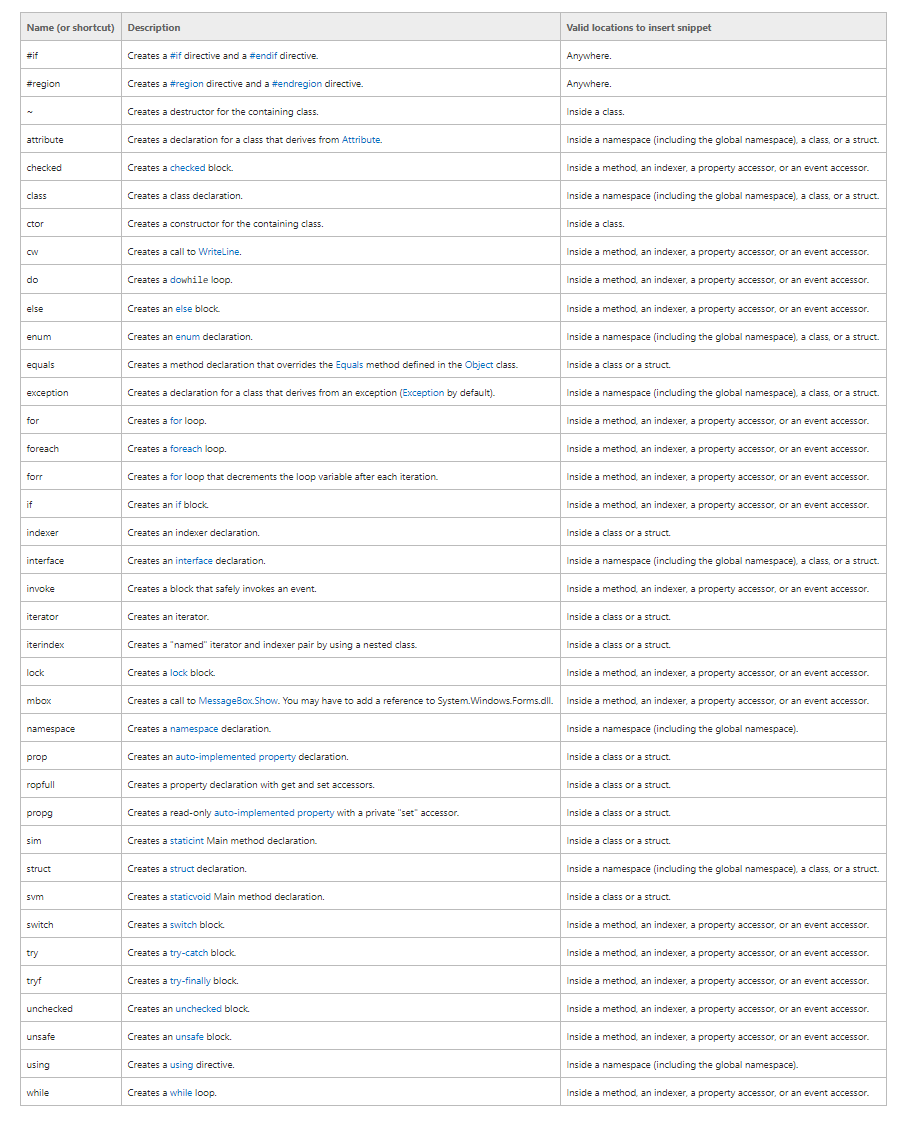 Name (or shortcut) Description Valid locations to insert snippet
#if Creates a #if directive and a #endif directive. Anywhere.
#region Creates a #region directive and a #endregion directive. Anywhere.
~ Creates a destructor for the containing class. Inside a class.
attribute Creates a declaration for a class that derives from Attribute. Inside a namespace (including the global namespace), a class, or a struct.
checked Creates a checked block. Inside a method, an indexer, a property accessor, or an event accessor.
class Creates a class declaration. Inside a namespace (including the global namespace), a class, or a struct.
ctor Creates a constructor for the containing class. Inside a class.
cw Creates a call to WriteLine. Inside a method, an indexer, a property accessor, or an event accessor.
do Creates a dowhile loop. Inside a method, an indexer, a property accessor, or an event accessor.
else Creates an else block. Inside a method, an indexer, a property accessor, or an event accessor.
enum Creates an enum declaration. Inside a namespace (including the global namespace), a class, or a struct.
equals Creates a method declaration that overrides the Equals method defined in the Object class. Inside a class or a struct.
exception Creates a declaration for a class that derives from an exception (Exception by default). Inside a namespace (including the global namespace), a class, or a struct.
for Creates a for loop. Inside a method, an indexer, a property accessor, or an event accessor.
foreach Creates a foreach loop. Inside a method, an indexer, a property accessor, or an event accessor.
forr Creates a for loop that decrements the loop variable after each iteration. Inside a method, an indexer, a property accessor, or an event accessor.
if Creates an if block. Inside a method, an indexer, a property accessor, or an event accessor.
indexer Creates an indexer declaration. Inside a class or a struct.
interface Creates an interface declaration. Inside a namespace (including the global namespace), a class, or a struct.
invoke Creates a block that safely invokes an event. Inside a method, an indexer, a property accessor, or an event accessor.
iterator Creates an iterator. Inside a class or a struct.
iterindex Creates a "named" iterator and indexer pair by using a nested class. Inside a class or a struct.
lock Creates a lock block. Inside a method, an indexer, a property accessor, or an event accessor.
mbox Creates a call to MessageBox.Show. You may have to add a reference to System.Windows.Forms.dll. Inside a method, an indexer, a property accessor, or an event accessor.
namespace Creates a namespace declaration. Inside a namespace (including the global namespace).
prop Creates an auto-implemented property declaration. Inside a class or a struct.
ropfull Creates a property declaration with get and set accessors. Inside a class or a struct.
propg Creates a read-only auto-implemented property with a private "set" accessor. Inside a class or a struct.
sim Creates a staticint Main method declaration. Inside a class or a struct.
struct Creates a struct declaration. Inside a namespace (including the global namespace), a class, or a struct.
svm Creates a staticvoid Main method declaration. Inside a class or a struct.
switch Creates a switch block. Inside a method, an indexer, a property accessor, or an event accessor.
try Creates a try-catch block. Inside a method, an indexer, a property accessor, or an event accessor.
tryf Creates a try-finally block. Inside a method, an indexer, a property accessor, or an event accessor.
unchecked Creates an unchecked block. Inside a method, an indexer, a property accessor, or an event accessor.
unsafe Creates an unsafe block. Inside a method, an indexer, a property accessor, or an event accessor.
using Creates a using directive. Inside a namespace (including the global namespace).
while Creates a while loop. Inside a method, an indexer, a property accessor, or an event accessor.